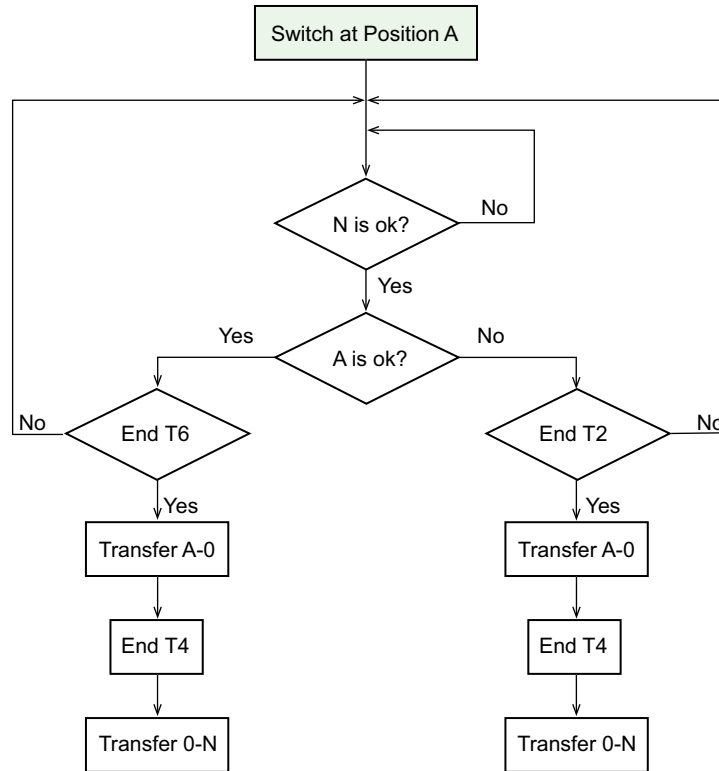 Switch at Position A
N is ok?
No
Yes
A is ok?
Yes
No
End T6
No
End T2
No
Yes
Yes
Transfer A-0
Transfer A-0
End T4
End T4
Transfer 0-N
Transfer 0-N